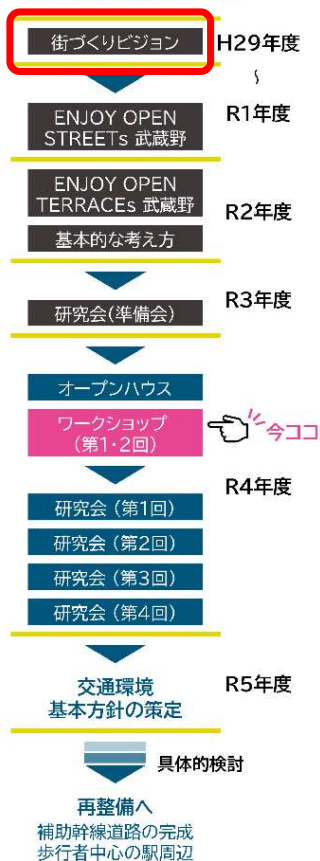 街づくりビジョン
H29年度
～
ENJOY OPEN
STREETs 武蔵野
R1年度
ENJOY OPEN
TERRACEs 武蔵野
基本的な考え方
R2年度
研究会(準備会)
R3年度
オープンハウス
ワークショップ
(第1・2回)
今ココ
R4年度
研究会(第1回)
研究会(第2回)
研究会(第3回)
研究会(第4回)
交通環境
基本方針の策定
R5年度
具体的検討
再整備へ
補助幹線道路の完成
歩行者中心の駅周辺